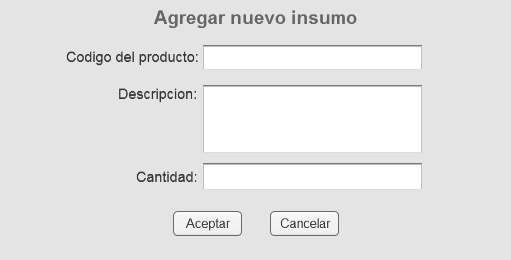 Agregar nuevo insumo
Codigo del producto:
Descripcion:
Cantidad:
Aceptar Cancelar